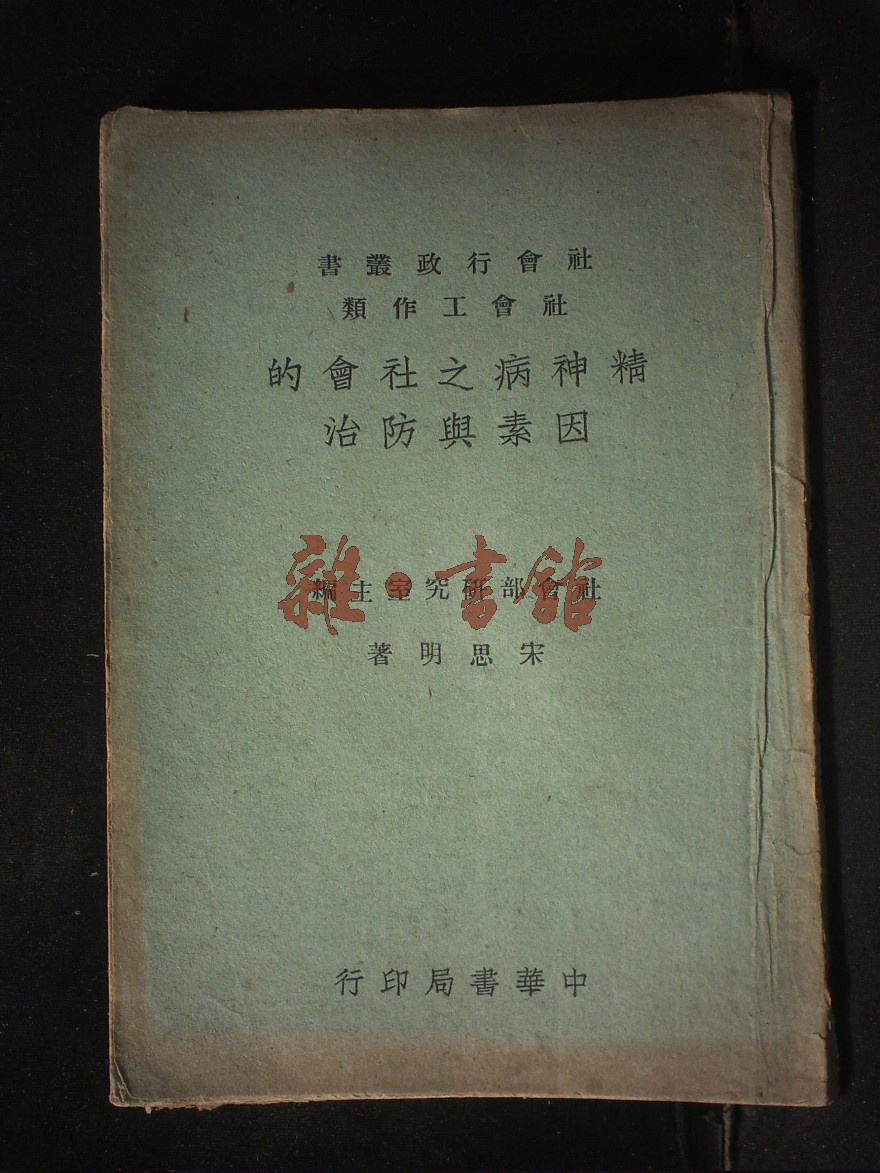 社會行政叢書
社會工作類
精神病之社會的
因素與防治
社會部研究室主編
雜·書館
宋思明著
中華書局印行